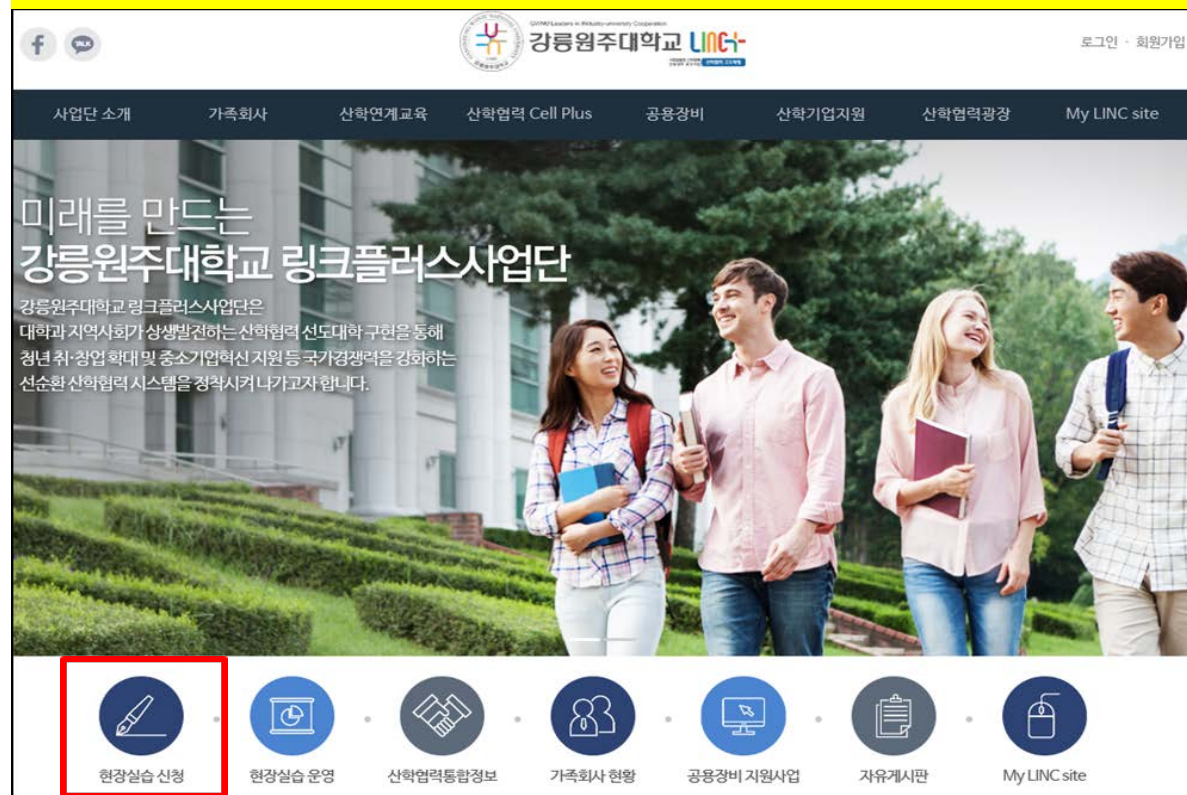 TALK
GWNU Leaders in INdustry-university Cooperation
강릉원주대학교 LINC+
로그인 · 회원가입
사업단 소개 가족회사 산학연계교육 산학협력 Cell Plus 공용장비 산학기업지원 산학협력광장 My LINC site
미래를 만드는
강릉원주대학교 링크플러스사업단
강릉원주대학교 링크플러스사업단은
대학과 지역사회가 상생발전하는 산학협력 선도대학 구현을 통해
청년 취·창업 확대 및 중소기업혁신 지원 등 국가경쟁력을 강화하는
선순환 산학협력 시스템을 정착시켜 나가고자 합니다.
현장실습 신청 현장실습 운영 산학협력통합정보 가족회사 현황 공용장비 지원사업 자유게시판 My LINC site